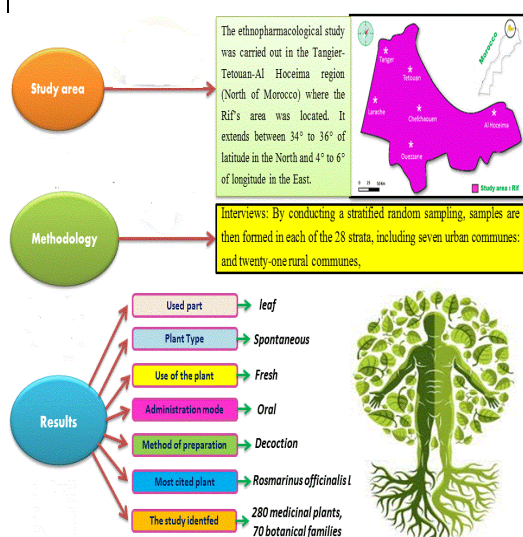 Study area
The ethnopharmacological study
was carried out in the Tangier-
Tetouan-Al Hoceima region
(North of Morocco) where the
Rif's area was located. It
extends between 34° to 36° of
latitude in the North and 4° to 6°
of longitude in the East.
Morocco
Tanger
Tetouan
Larache
Chefchaouen
Al Hoceima
Ouezzane
0 25 50 Km
Study area : Rif
Methodology
Interviews: By conducting a stratified random sampling, samples are
then formed in each of the 28 strata, including seven urban communes:
and twenty-one rural communes,
Results
Used part
leaf
Plant Type
Spontaneous
Use of the plant
Fresh
Administration mode
Oral
Method of preparation
Decoction
Most cited plant
Rosmarinus officinalis L
The study identfed
280 medicinal plants,
70 botanical families